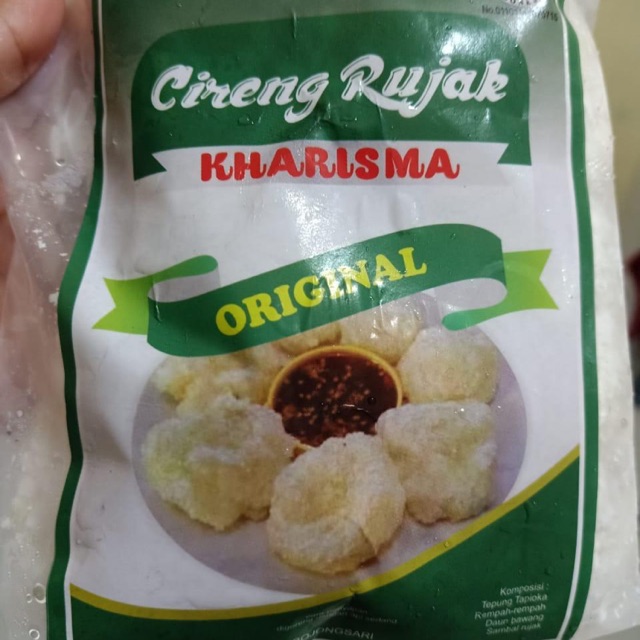 Cireng Rujak
KHARISMA
ORIGINAL
Komposisi :
Tepung Tapioka
Rempah-rempah
Daun bawang
Sambal rujak